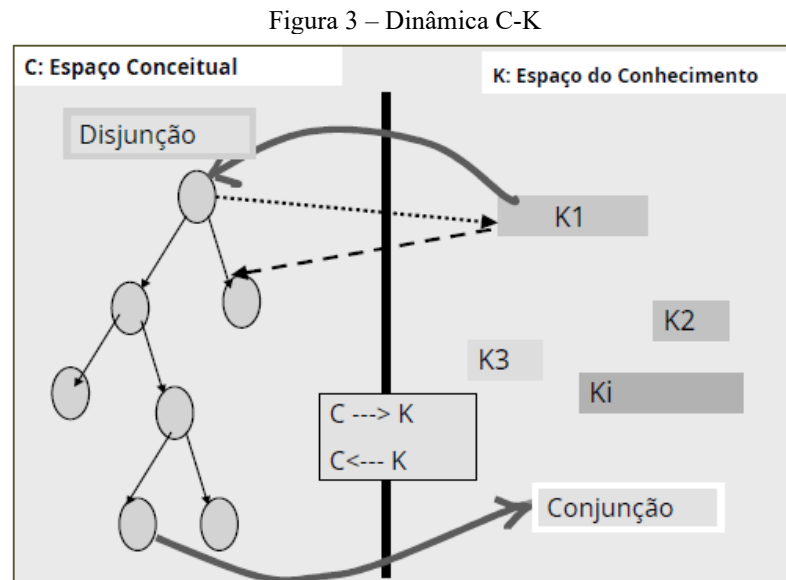 Figura 3 – Dinâmica C-K
C: Espaço Conceitual
K: Espaço do Conhecimento
Disjunção
K1
K2
K3
Ki
C ---> K
C<--- K
Conjunção